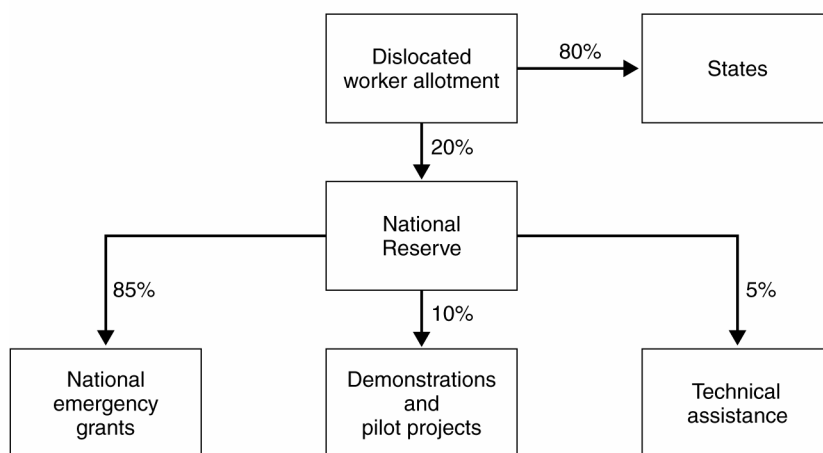 Dislocated
worker allotment
80%
States
20%
National
Reserve
85%
10%
5%
National
emergency
grants
Demonstrations
and
pilot projects
Technical
assistance